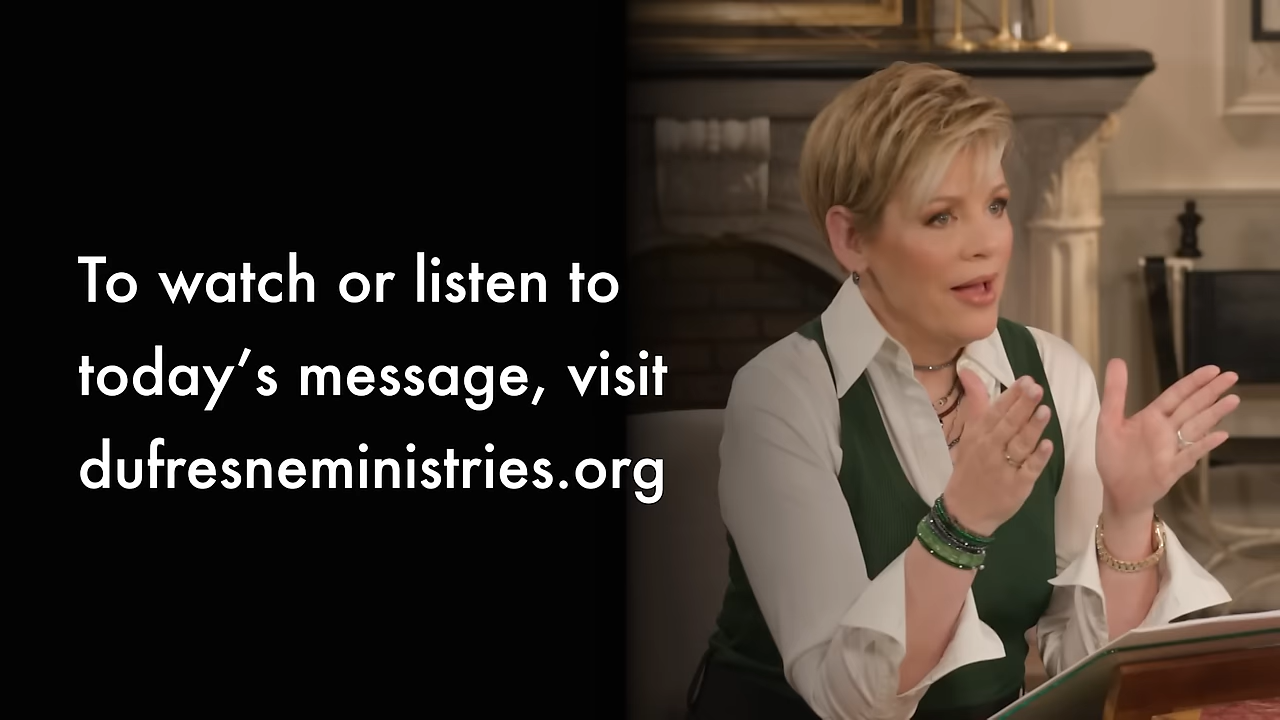 To watch or listen to
today’s message, visit
dufresneministries.org